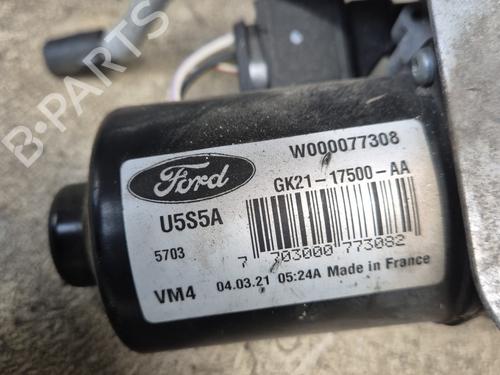 W000077308
Ford
GK21-17500-AA
U5S5A
5703
7 703000 773082
VM4 04.03.21 05:24A Made in France
B-PARTS